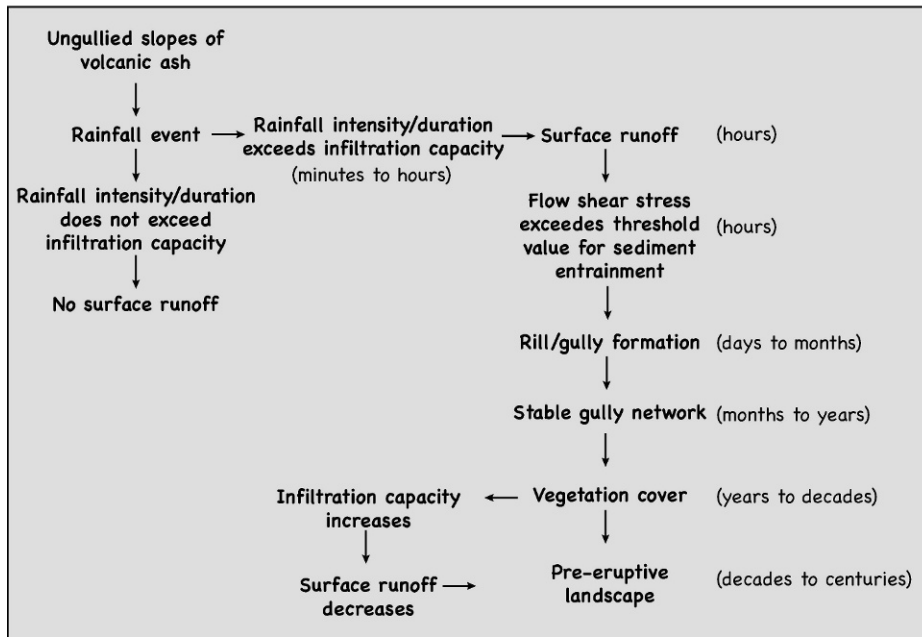 Ungullied slopes of
volcanic ash
Rainfall event
Rainfall intensity/duration
exceeds infiltration capacity
(minutes to hours)
Surface runoff
(hours)
Rainfall intensity/duration
does not exceed
infiltration capacity
No surface runoff
Flow shear stress
exceedes threshold
value for sediment
entrainment
(hours)
Rill/gully formation
(days to months)
Stable gully network
(months to years)
Vegetation cover
(years to decades)
Infiltration capacity
increases
Surface runoff
decreases
Pre-eruptive
landscape
(decades to centuries)